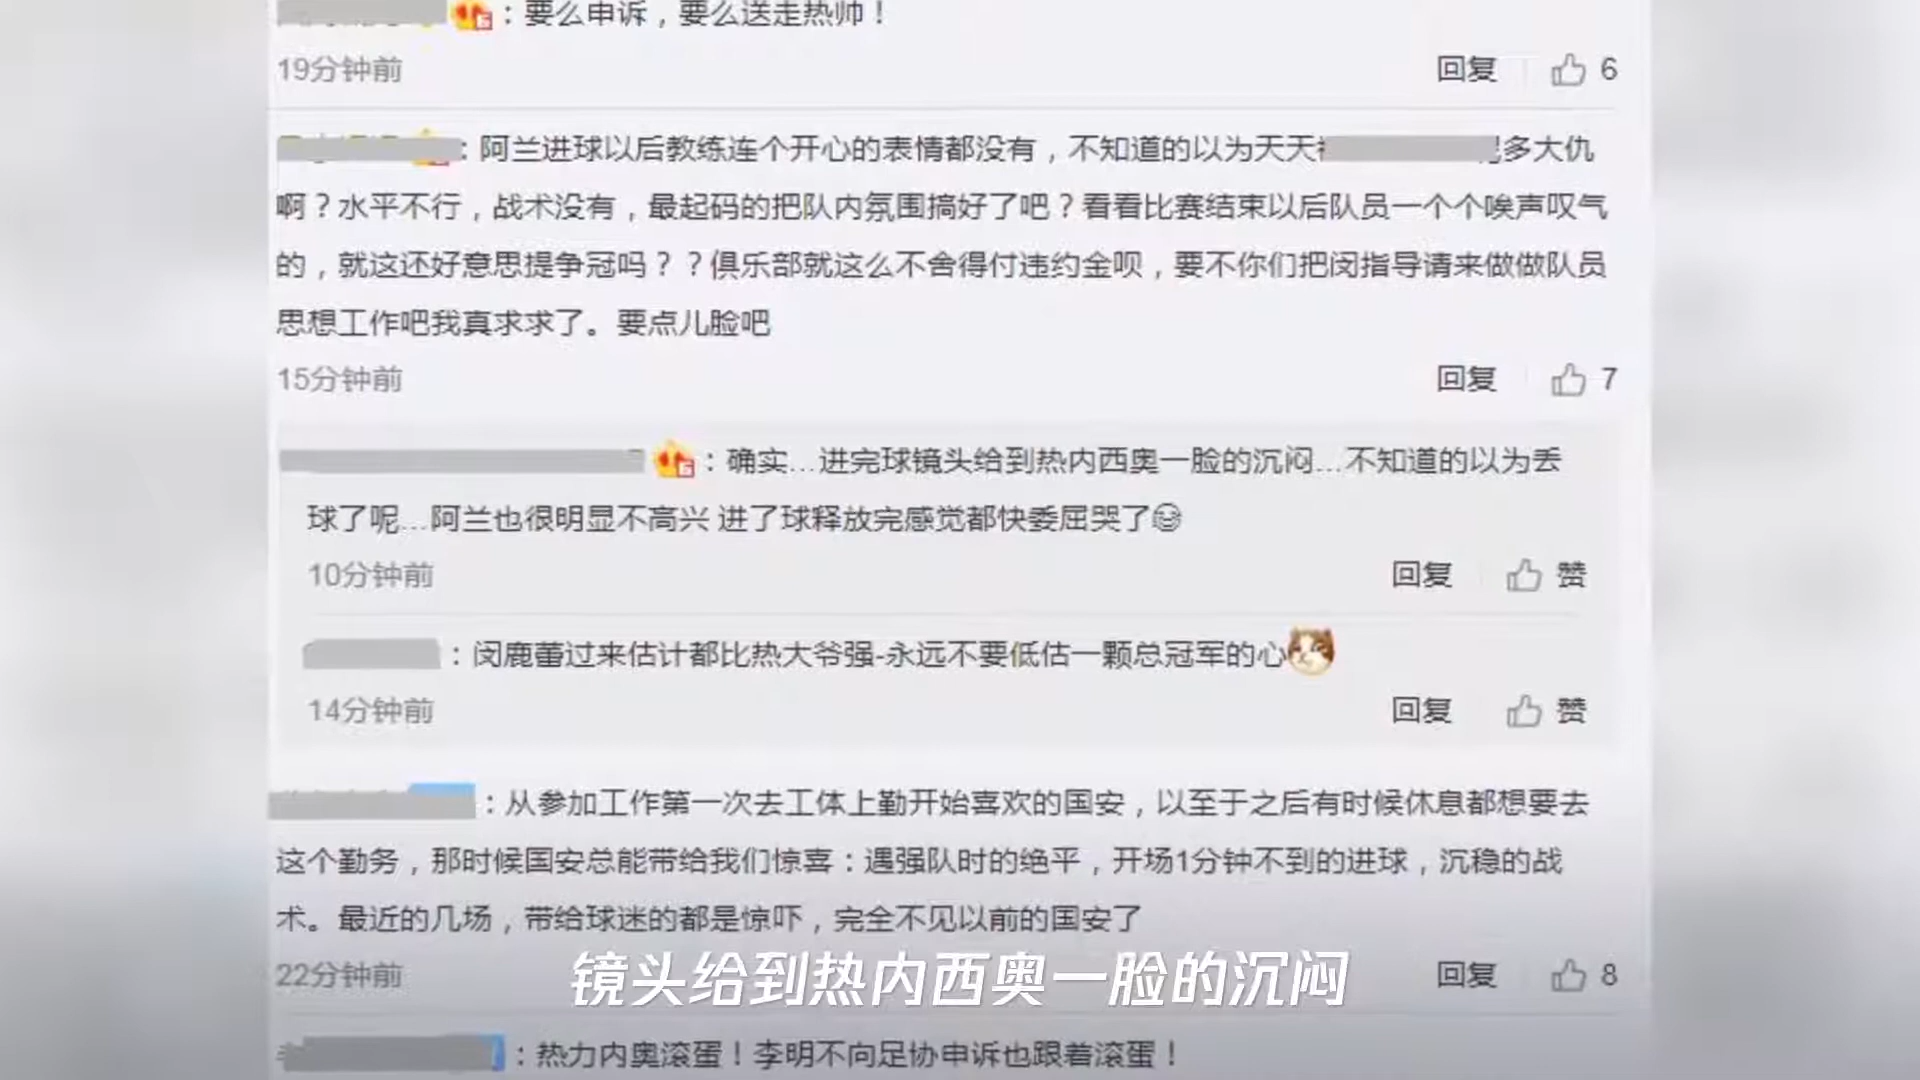 ：要么申诉，要么送走热帅！
19分钟前 回复 6
：阿兰进球以后教练连个开心的表情都没有，不知道的以为天天 多大仇
啊？水平不行，战术没有，最起码的把队内氛围搞好了吧？看看比赛结束以后队员一个个唉声叹气
的，就这还好意思提争冠吗？？俱乐部就这么不舍得付违约金呗，要不你们把闵指导请来做做队员
思想工作吧我真求求了。要点儿脸吧
15分钟前 回复 7
：确实...进完球镜头给到热内西奥一脸的沉闷...不知道的以为丢
球了呢...阿兰也很明显不高兴 进了球释放完感觉都快委屈哭了
10分钟前 回复 赞
：闵鹿蕾过来估计都比热大爷强-永远不要低估一颗总冠军的心
14分钟前 回复 赞
：从参加工作第一次去工体上勤开始喜欢的国安，以至于之后有时候休息都想要去
这个勤务，那时候国安总能带给我们惊喜：遇强队时的绝平，开场1分钟不到的进球，沉稳的战
术。最近的几场，带给球迷的都是惊吓，完全不见以前的国安了
22分钟前 回复 8
镜头给到热内西奥一脸的沉闷
：热力内奥滚蛋！李明不向足协申诉也跟着滚蛋！